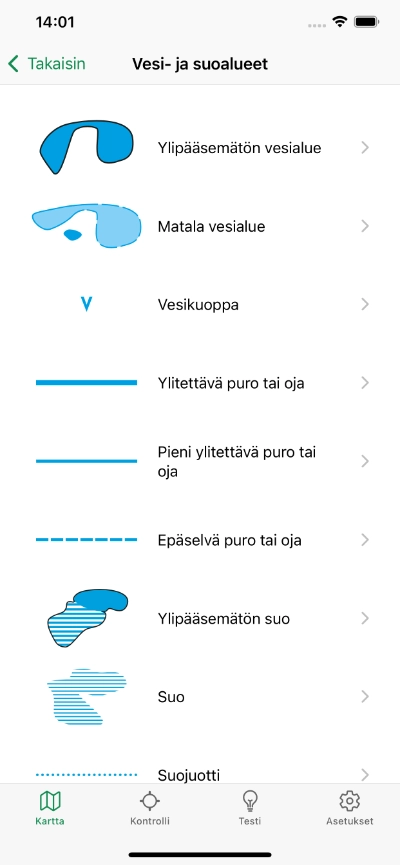 14:01
Takaisin
Vesi- ja suoalueet
Ylipääsemätön vesialue
Matala vesialue
Vesikuoppa
Ylitettävä puro tai oja
Pieni ylitettävä puro tai
oja
Epäselvä puro tai oja
Ylipääsemätön suo
Suo
Suojuotti
Kartta
Kontrolli
Testi
Asetukset